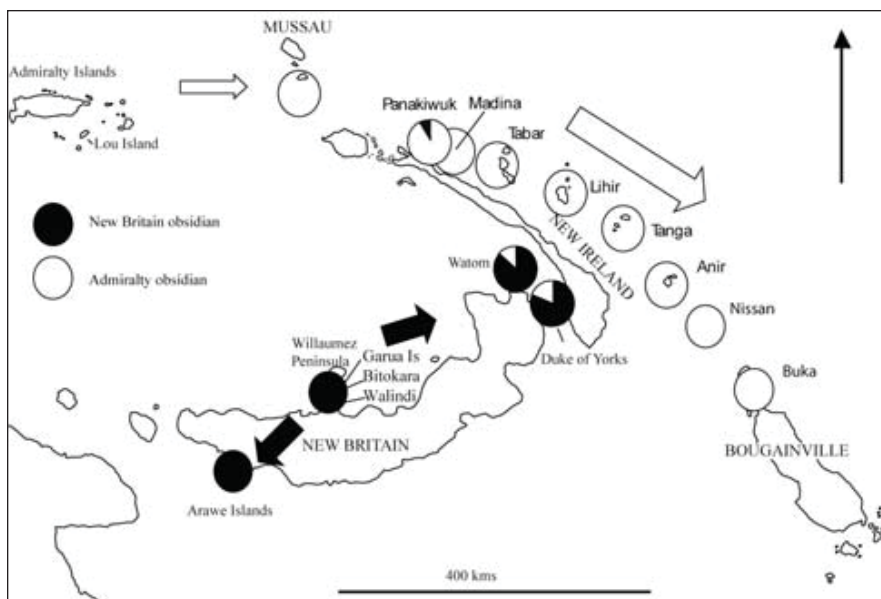 MUSSAU
Admiralty Islands
Lou Island
Panakiwuk
Madina
Tabar
Lihir
Tanga
NEW IRELAND
Anir
Nissan
New Britain obsidian
Admiralty obsidian
Watom
Duke of Yorks
Willaumez
Peninsula
Garua Is
Bitokara
Walindi
NEW BRITAIN
Arawe Islands
Buka
BOUGAINVILLE
400 kms